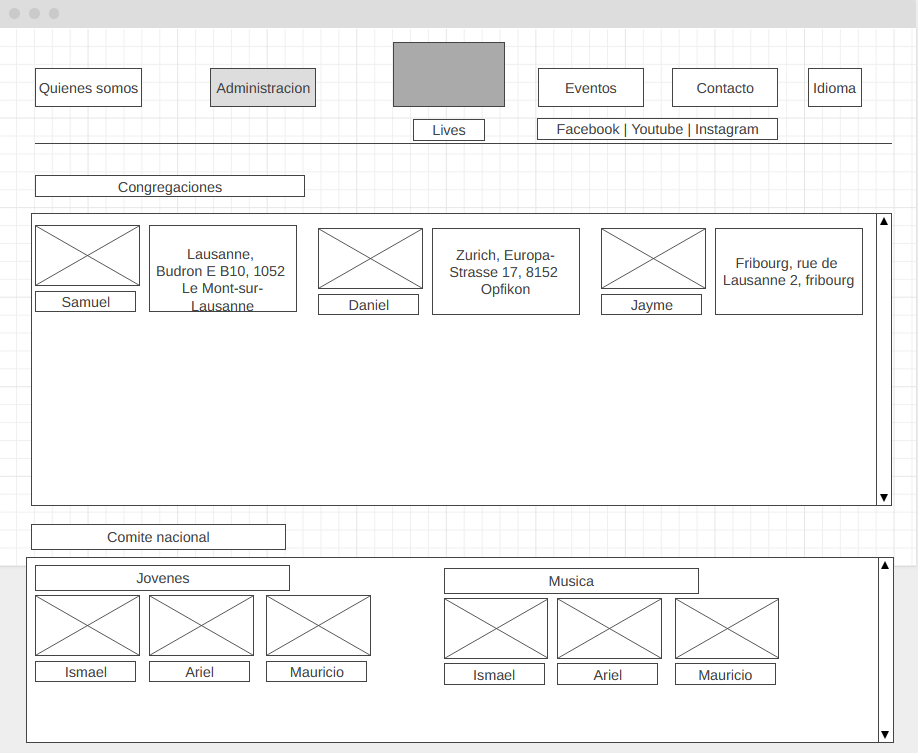 Quienes somos
Administracion
Eventos
Contacto
Idioma
Lives
Facebook | Youtube | Instagram
Congregaciones
Lausanne,
Budron E B10, 1052
Le Mont-sur-
Lausanne
Samuel
Zurich, Europa-
Strasse 17, 8152
Opfikon
Daniel
Fribourg, rue de
Lausanne 2, fribourg
Jayme
Comite nacional
Jovenes
Ismael
Ariel
Mauricio
Musica
Ismael
Ariel
Mauricio